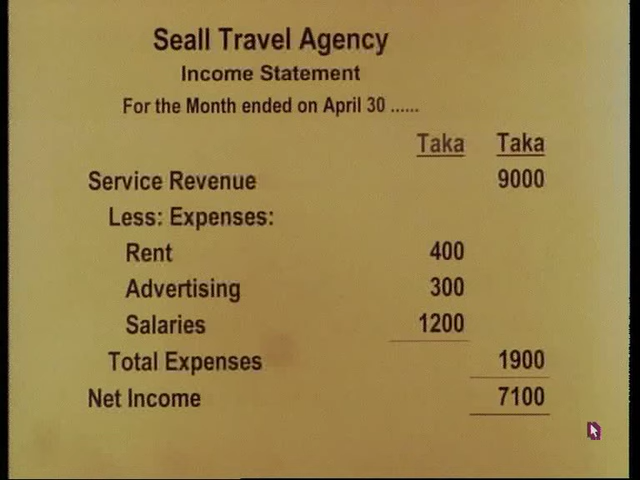 Seall Travel Agency
Income Statement
For the Month ended on April 30 ......
Taka Taka
Service Revenue 9000
Less: Expenses:
Rent 400
Advertising 300
Salaries 1200
Total Expenses 1900
Net Income 7100